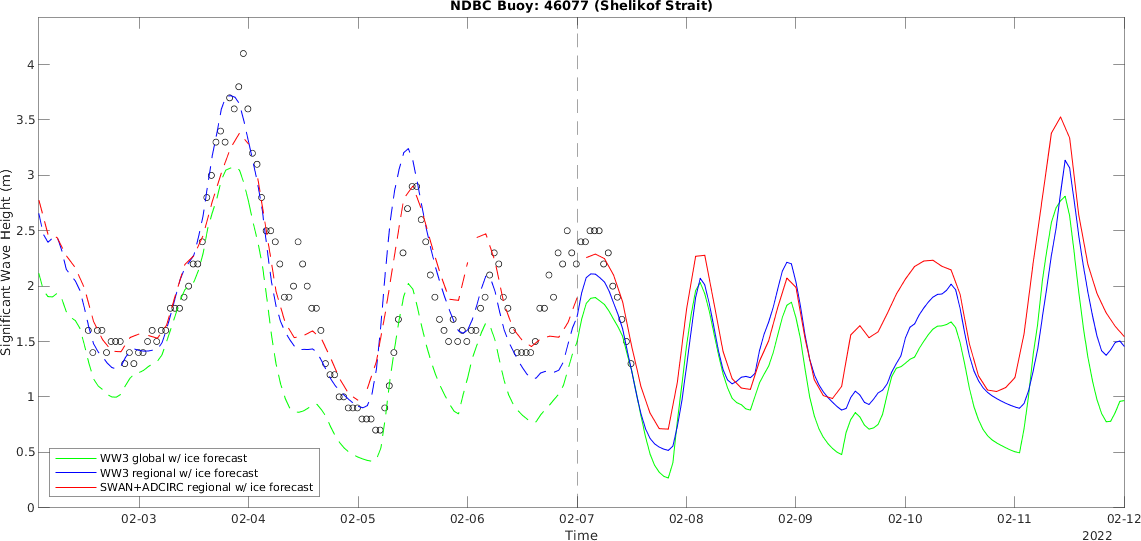 NDBC Buoy: 46077 (Shelikof Strait)
4
3.5
3
2.5
2
1.5
1
0.5
0
Significant Wave Height (m)
WW3 global w/ ice forecast
WW3 regional w/ ice forecast
SWAN+ADCIRC regional w/ ice forecast
02-03 02-04 02-05 02-06 02-07 02-08 02-09 02-10 02-11 02-12
Time
2022